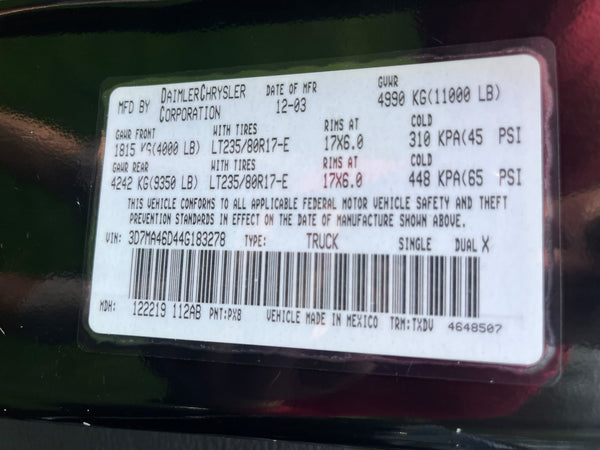 MFD BY DAIMLERCHRYSLER CORPORATION DATE OF MFR 12-03 GVWR 4990 KG(11000 LB)
GAWR FRONT WITH TIRES RIMS AT COLD
1815 KG(4000 LB) LT235/80R17-E 17X6.0 310 KPA(45 PSI
GAWR REAR WITH TIRES RIMS AT COLD
4242 KG(9350 LB) LT235/80R17-E 17X6.0 448 KPA(65 PSI
THIS VEHICLE CONFORMS TO ALL APPLICABLE FEDERAL MOTOR VEHICLE SAFETY AND THEFT
PREVENTION STANDARDS IN EFFECT ON THE DATE OF MANUFACTURE SHOWN ABOVE.
VIN: 3D7MA46D44G183278 TYPE: TRUCK SINGLE DUAL X
MDH: 122219 112AB PNT:PX8 VEHICLE MADE IN MEXICO TRM:TXDV 4648507